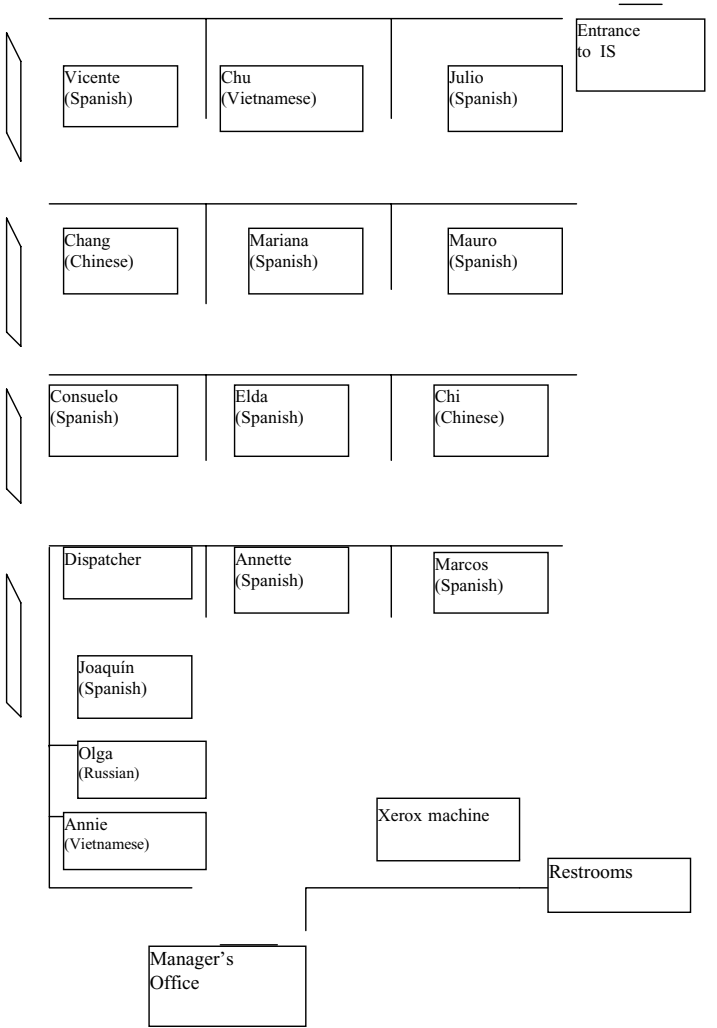 Entrance
to IS
Vicente
(Spanish)
Chu
(Vietnamese)
Julio
(Spanish)
Chang
(Chinese)
Mariana
(Spanish)
Mauro
(Spanish)
Consuelo
(Spanish)
Elda
(Spanish)
Chi
(Chinese)
Dispatcher
Annette
(Spanish)
Marcos
(Spanish)
Joaquín
(Spanish)
Olga
(Russian)
Annie
(Vietnamese)
Xerox machine
Restrooms
Manager’s
Office